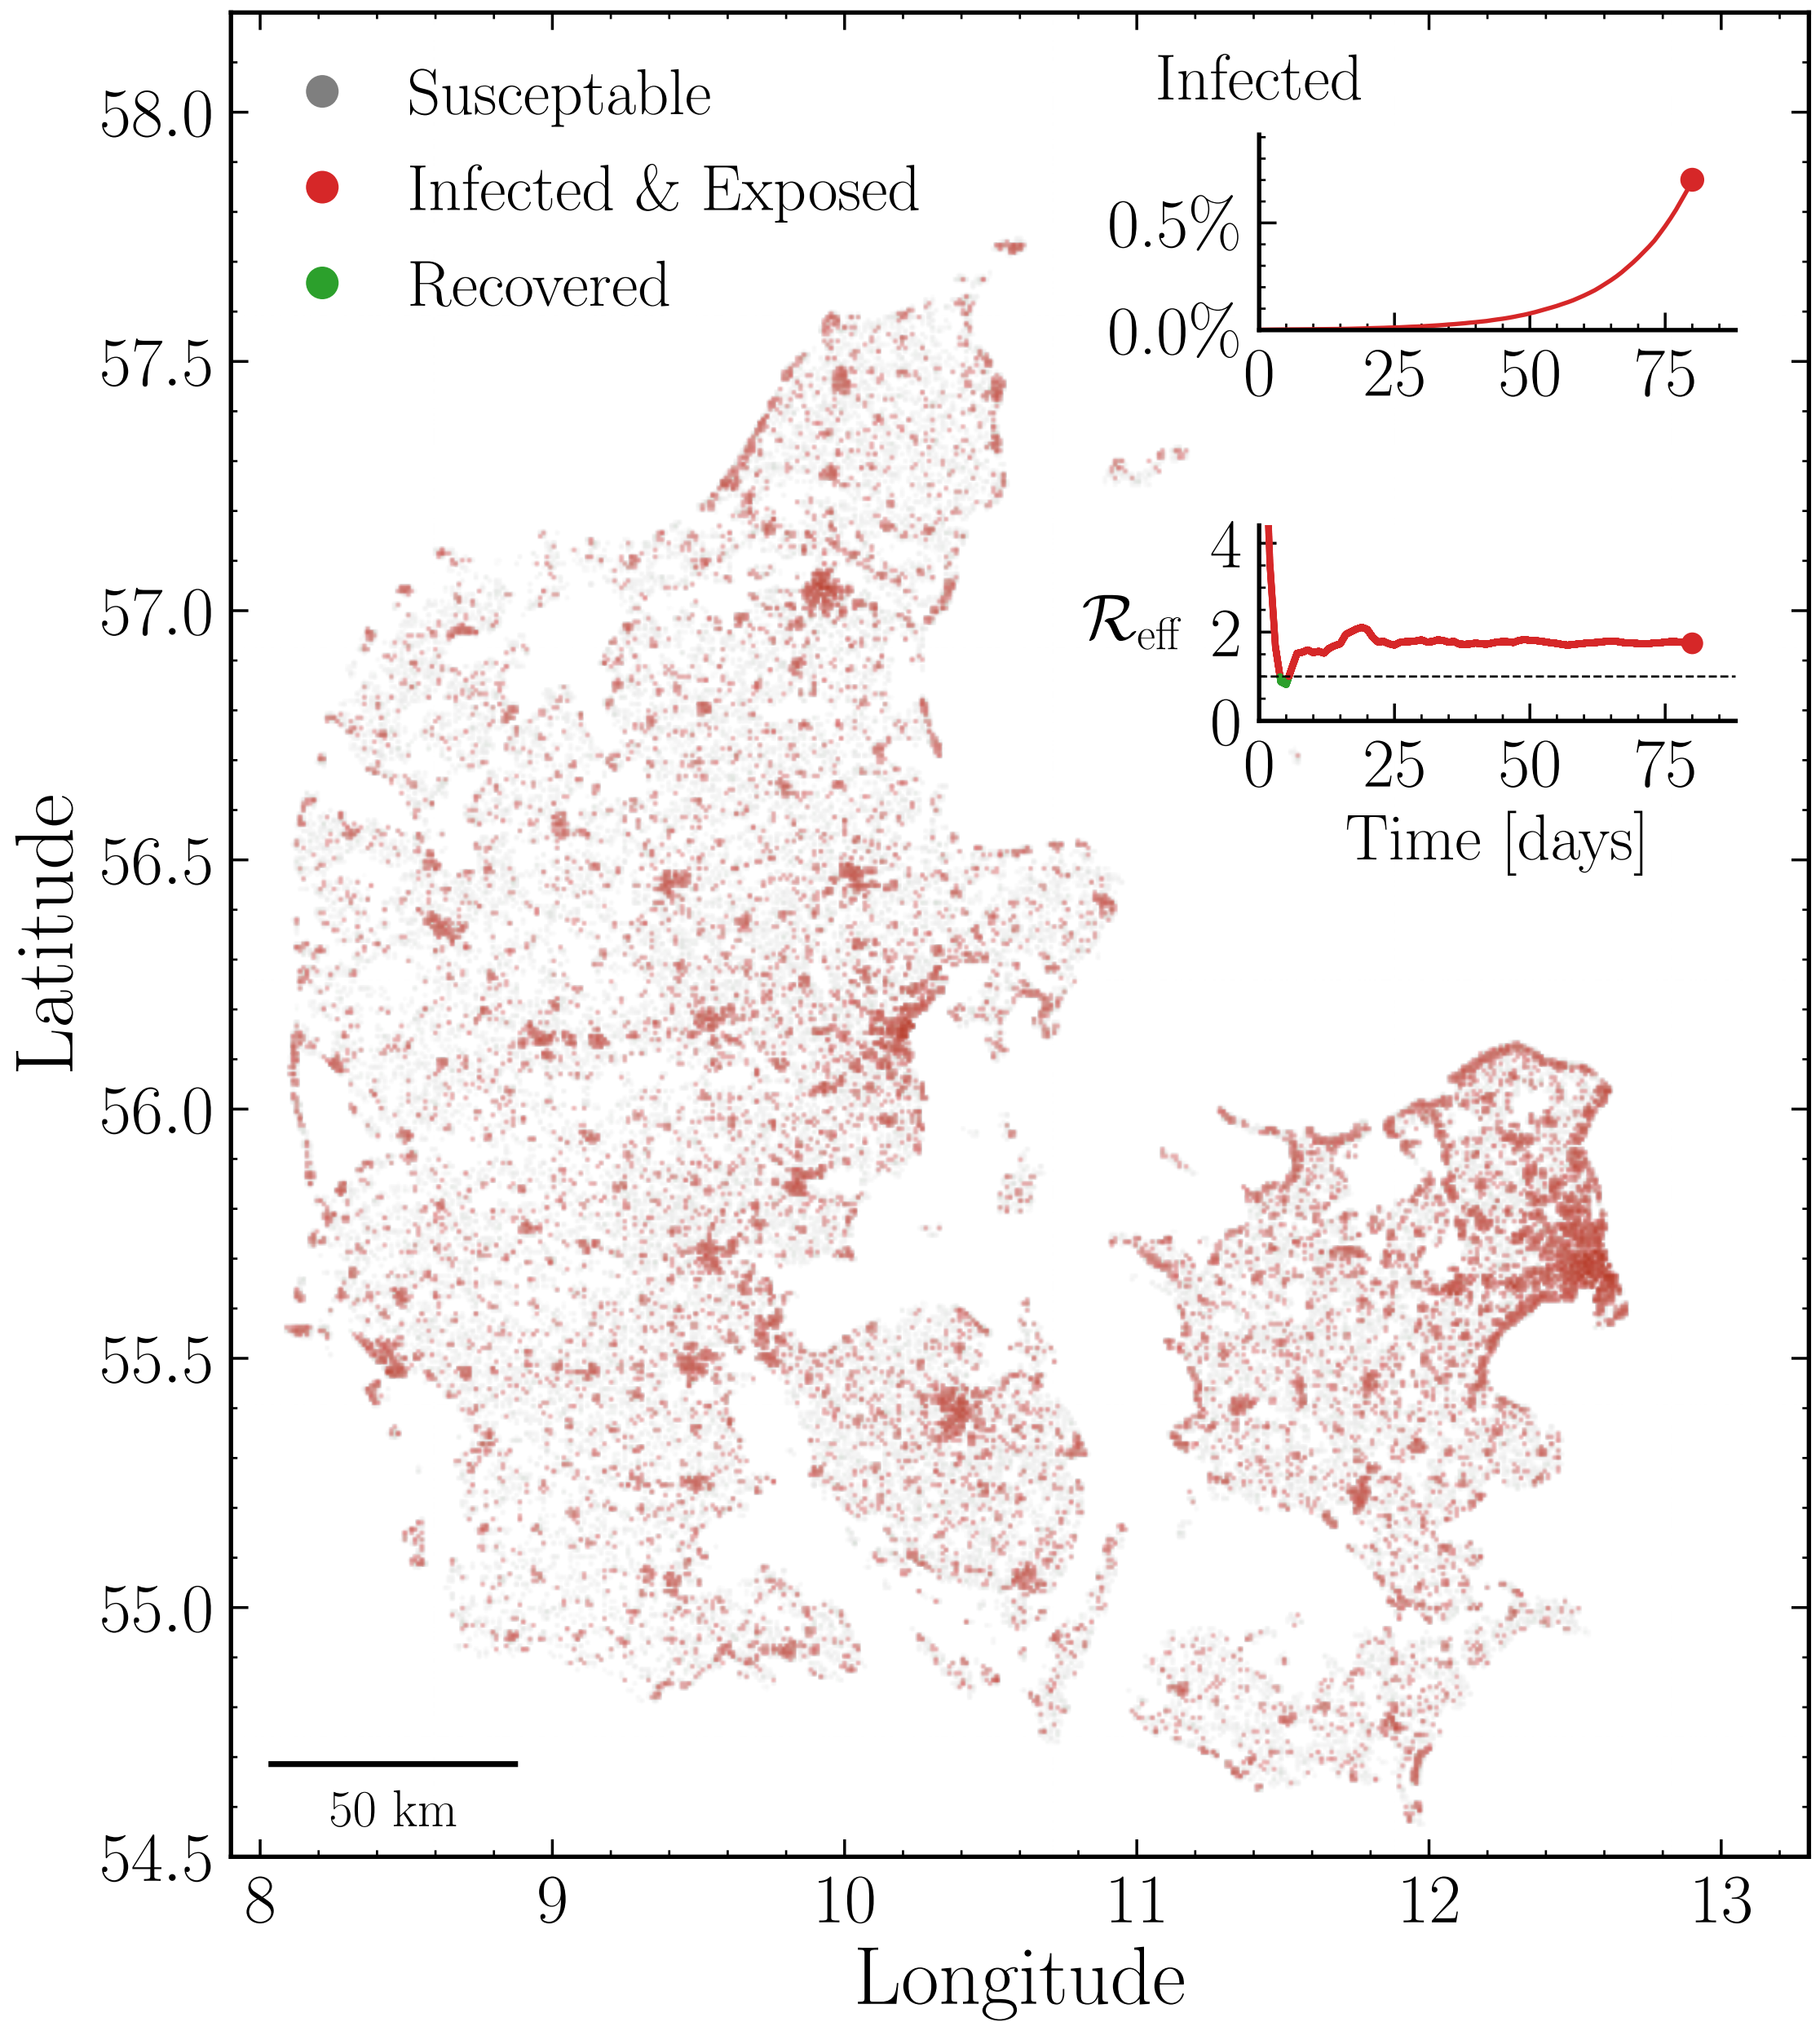 Susceptable
Infected & Exposed
Recovered
Infected
0.5%
0.0%
0 25 50 75
4
2
0
ℛeff
0 25 50 75
Time [days]
58.0
57.5
57.0
56.5
56.0
55.5
55.0
54.5
Latitude
50 km
8 9 10 11 12 13
Longitude